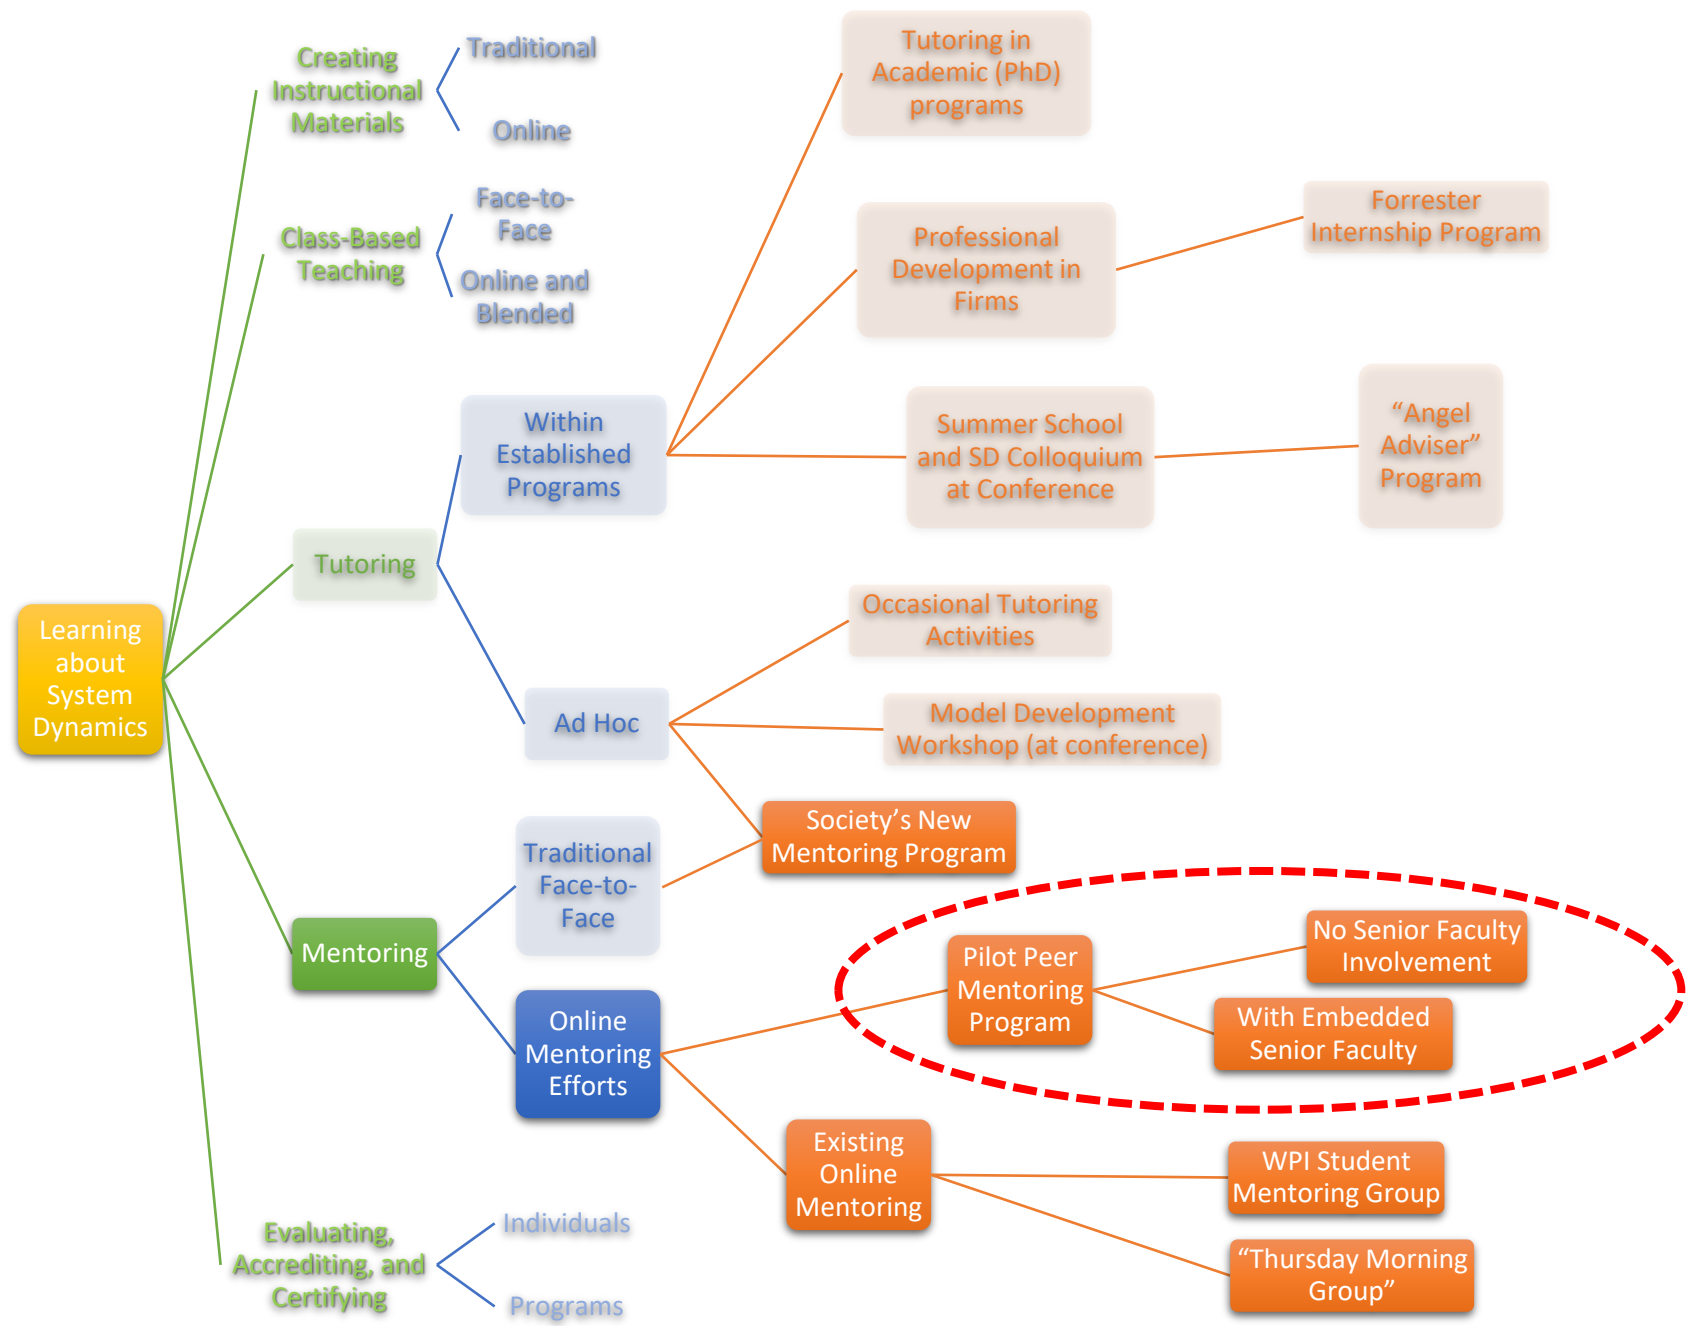 Creating
Instructional
Materials
Traditional
Online
Class-Based
Teaching
Face-to-
Face
Online and
Blended
Learning
about
System
Dynamics
Tutoring
Within
Established
Programs
Tutoring in
Academic (PhD)
programs
Professional
Development in
Firms
Forrester
Internship Program
Summer School
and SD Colloquium
at Conference
“Angel
Adviser”
Program
Ad Hoc
Occasional Tutoring
Activities
Model Development
Workshop (at conference)
Society’s New
Mentoring Program
Mentoring
Traditional
Face-to-
Face
Online
Mentoring
Efforts
Pilot Peer
Mentoring
Program
No Senior Faculty
Involvement
With Embedded
Senior Faculty
Existing
Online
Mentoring
WPI Student
Mentoring Group
“Thursday Morning
Group”
Evaluating,
Accrediting, and
Certifying
Individuals
Programs